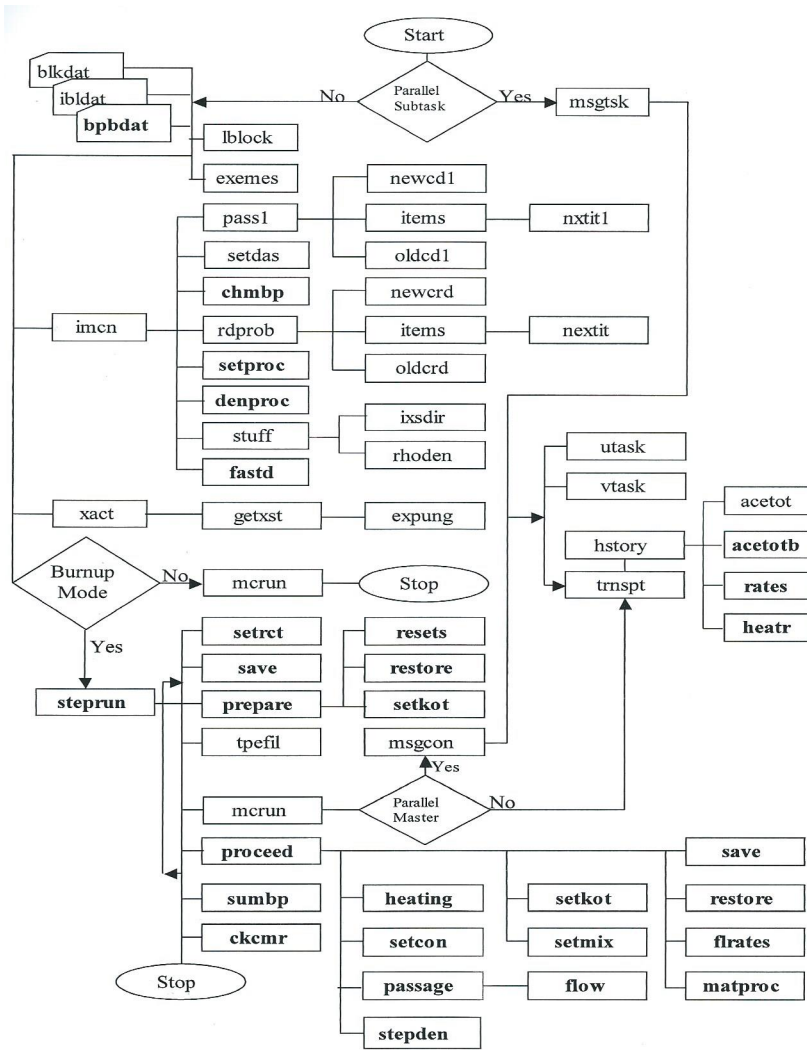 Start
blkdat
ibldat
bpbdat
No
Parallel
Subtask
Yes
msgtsk
lblock
exemes
newcd1
pass1
items
nxtit1
setdas
oldcd1
chmbp
newcrd
imcn
rdprob
items
nextit
setproc
oldcrd
denproc
ixsdir
stuff
rhoden
utask
fastd
vtask
acetot
xact
getxst
expung
hstory
acetotb
Burnup
Mode
No
mcrun
Stop
trnspt
rates
heatr
Yes
setrct
resets
save
restore
steprun
prepare
setkot
tpefil
msgcon
Yes
mcrun
Parallel
Master
No
proceed
save
sumbp
heating
setkot
restore
ckcmr
setcon
setmix
flrates
Stop
passage
flow
matproc
stepden